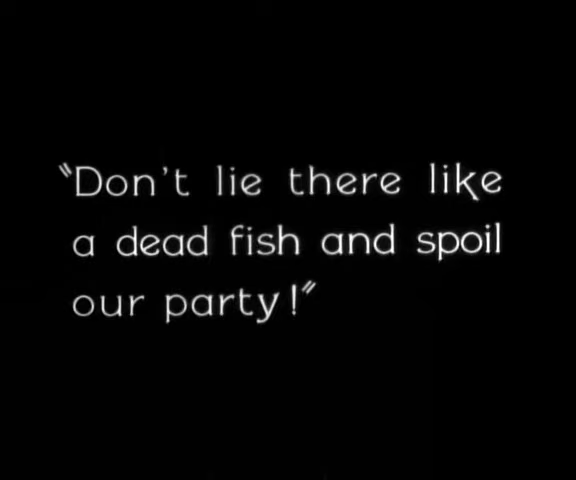 "Don't lie there like
a dead fish and spoil
our party!"